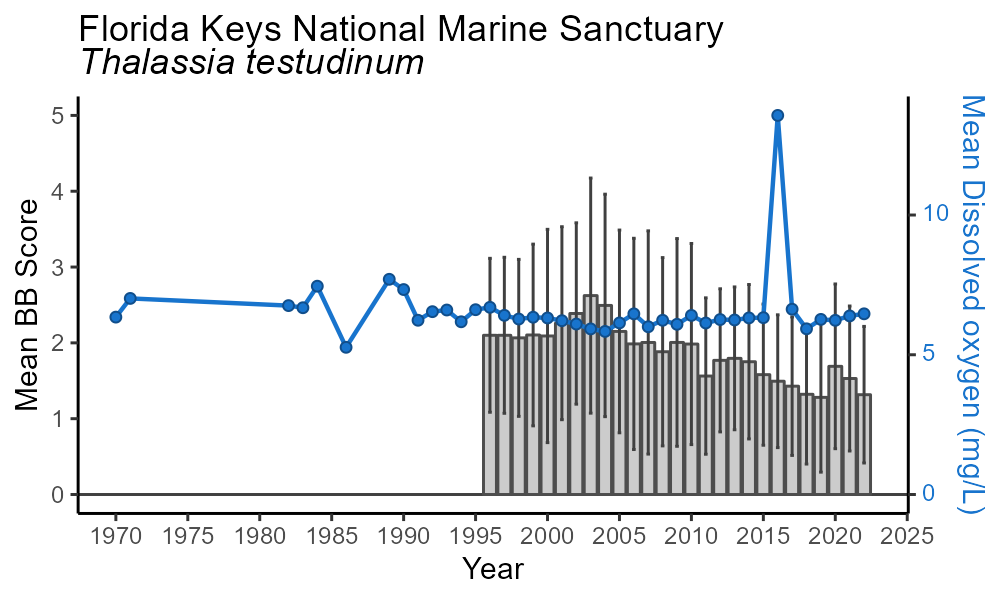 Florida Keys National Marine Sanctuary
Thalassia testudinum
Mean BB Score
5
4
3
2
1
0
10
5
0
Mean Dissolved oxygen (mg/L)
1970 1975 1980 1985 1990 1995 2000 2005 2010 2015 2020 2025
Year